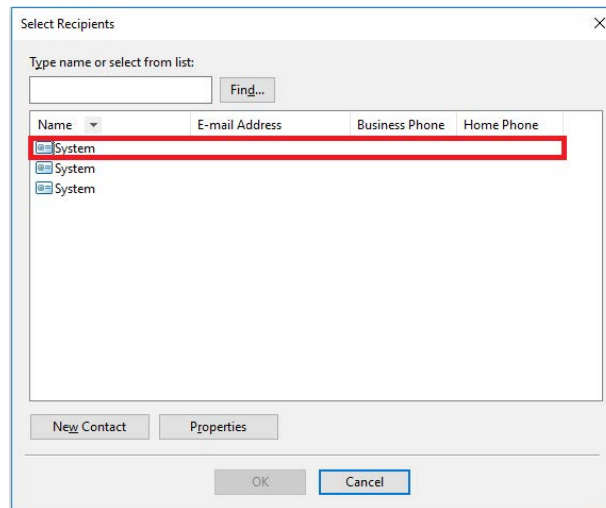 Select Recipients
Type name or select from list:
Find...
Name E-mail Address Business Phone Home Phone
System
System
System
New Contact Properties
OK Cancel